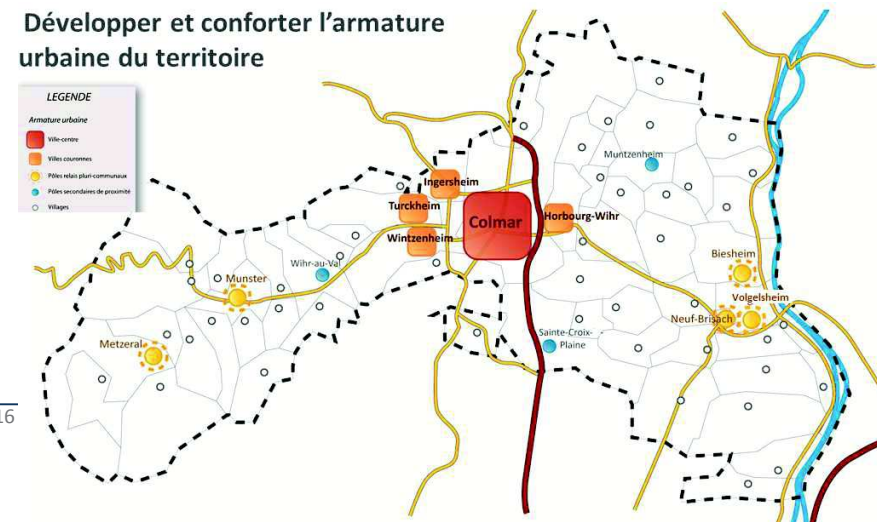 Développer et conforter l'armature
urbaine du territoire
LEGENDE
Armature urbaine
Ville-centre
Villes couronnes
Pôles relais pluri-communaux
Pôles secondaires de proximité
Villages
Muntzenheim
Ingersheim
Turckheim
Colmar
Horbourg-Wihr
Wintzenheim
Wihr-au-Val
Biesheim
Munster
Volgelsheim
Neuf-Brisach
Metzeral
Sainte-Croix-
Plaine
16